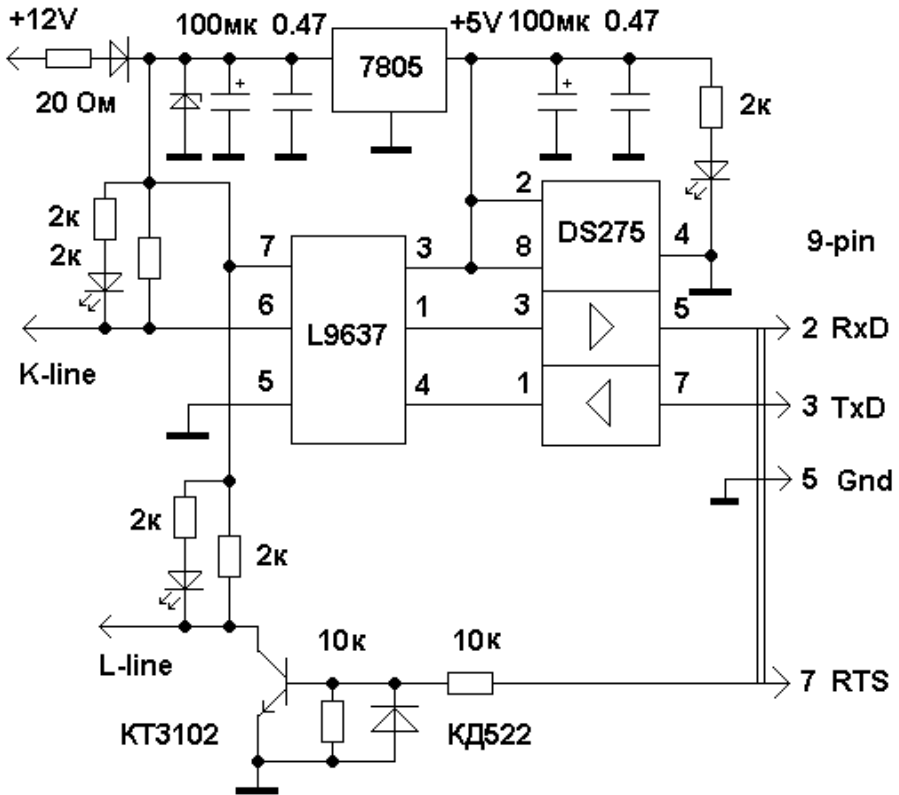 +12V
100мк 0.47
+5V 100мк 0.47
7805
20 Ом
2к
2
DS275
8
4
9-pin
2к
2к
7
3
6
1
3
5
2 RxD
L9637
K-line
5
4
1
7
3 TxD
5 Gnd
2к
2к
L-line
10к
10к
7 RTS
КТ3102
КД522